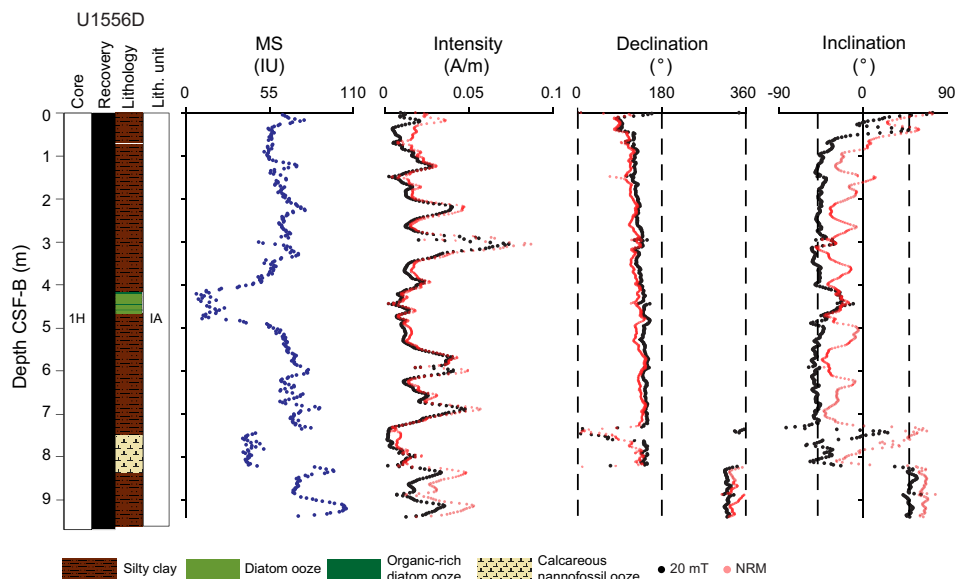 U1556D
Core
Recovery
Lithology
Lith. unit
MS
(IU)
Intensity
(A/m)
Declination
(°)
Inclination
(°)
0 55 110
0 0.05 0.1
0 180 360
-90 0 90
Depth CSF-B (m)
0
1
2
3
4
5
6
7
8
9
1H
IA
Silty clay
Diatom ooze
Organic-rich
diatom ooze
Calcareous
nannofossil ooze
20 mT
NRM